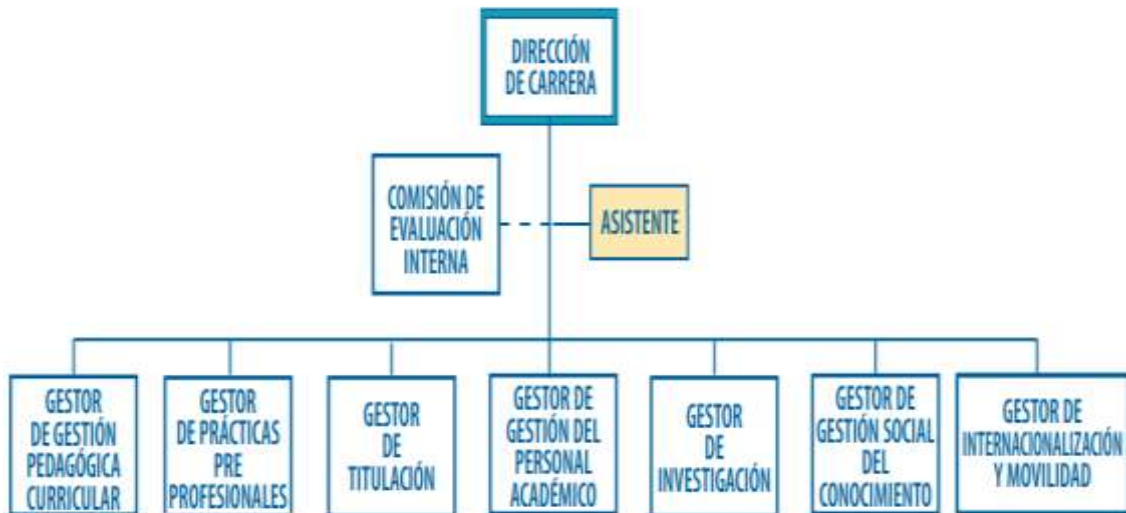 DIRECCIÓN
DE CARRERA
COMISIÓN DE
EVALUACIÓN
INTERNA
ASISTENTE
GESTOR
DE GESTIÓN
PEDAGÓGICA
CURRICULAR
GESTOR
DE PRÁCTICAS
PRE
PROFESIONALES
GESTOR
DE
TITULACIÓN
GESTOR DE
GESTIÓN DEL
PERSONAL
ACADÉMICO
GESTOR
DE
INVESTIGACIÓN
GESTOR DE
GESTIÓN SOCIAL
DEL
CONOCIMIENTO
GESTOR DE
INTERNACIONALIZACIÓN
Y MOVILIDAD